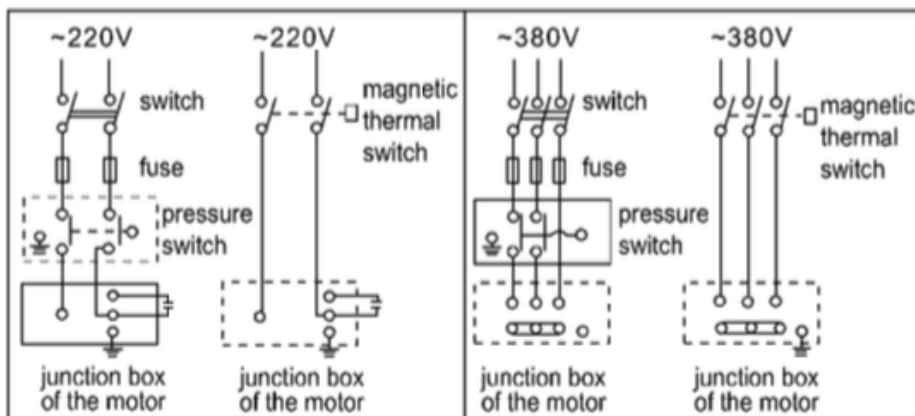 ~220V
switch
fuse
pressure
switch
junction box
of the motor
~220V
magnetic
thermal
switch
junction box
of the motor
~380V
switch
fuse
pressure
switch
junction box
of the motor
~380V
magnetic
thermal
switch
junction box
of the motor